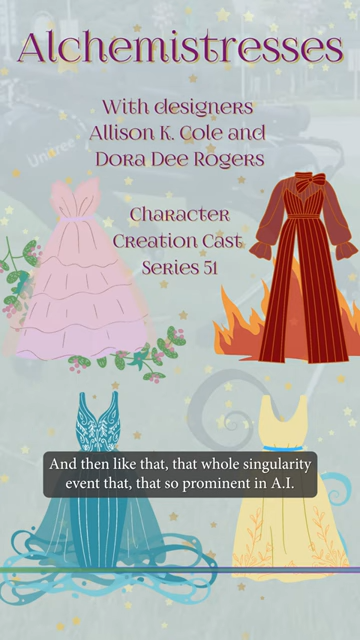 Alchemistresses
With designers
Allison K. Cole and
Dora Dee Rogers
Unitree
Character
Creation Cast
Series 51
And then like that, that whole singularity
event that, that so prominent in A.I.